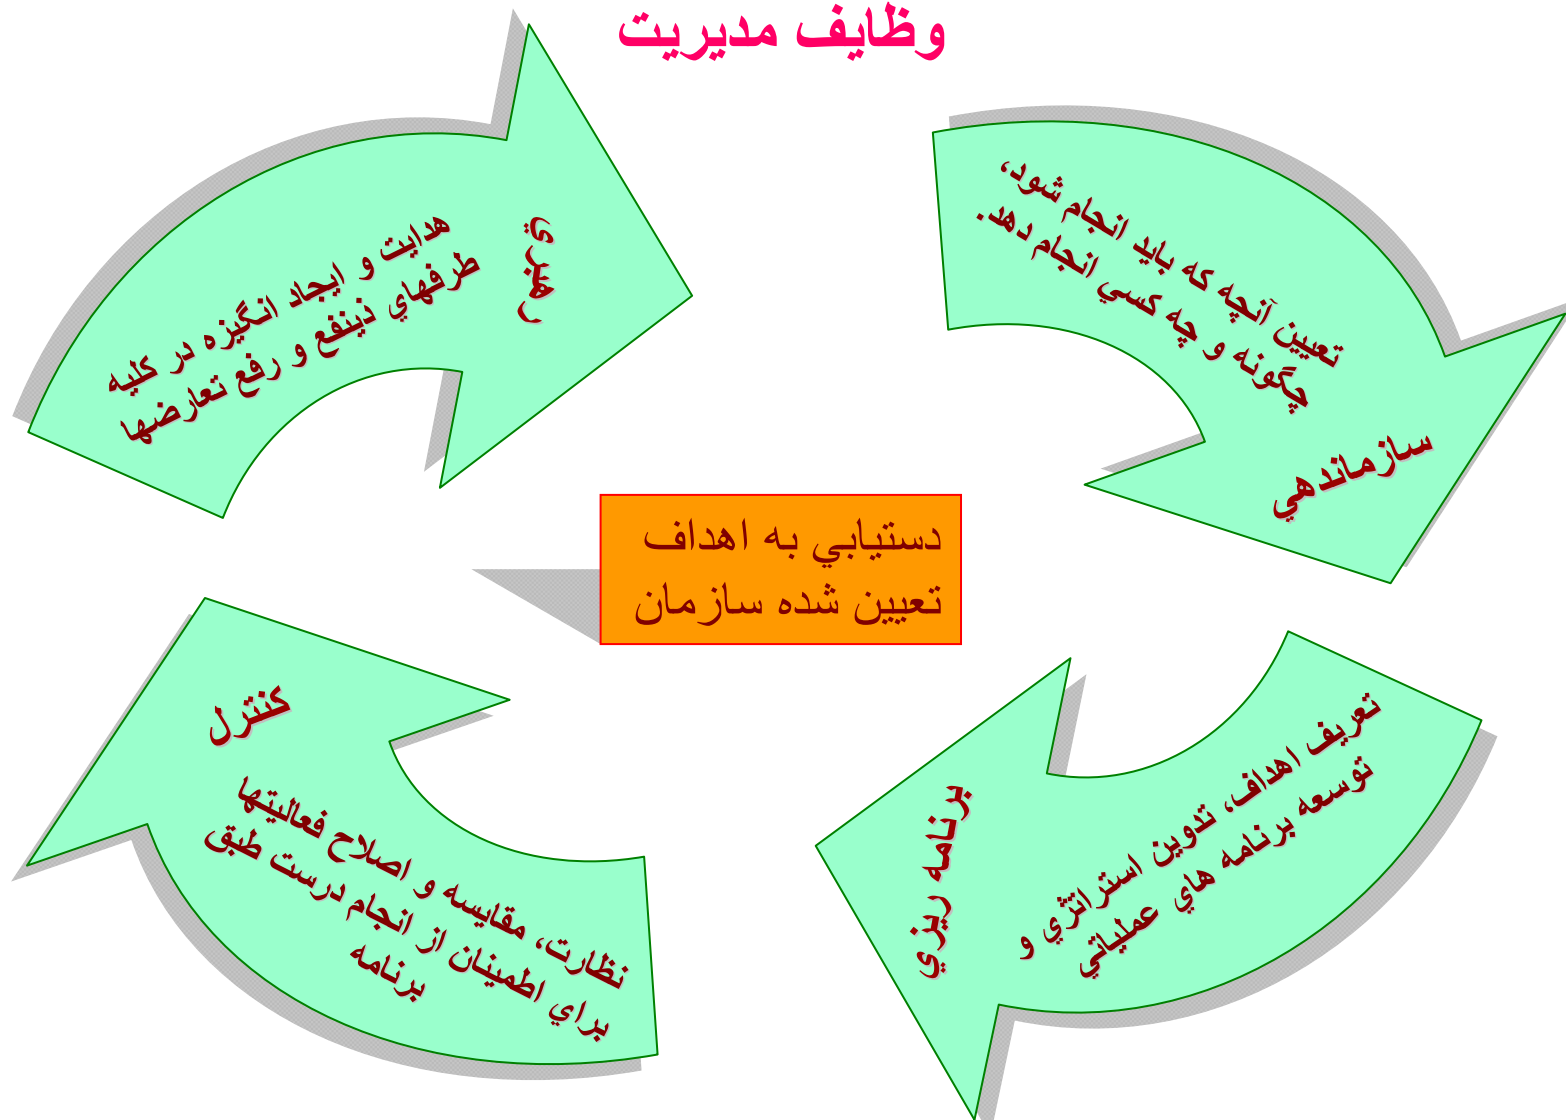 وظايف مديريت
تعيين آنچه كه بايد انجام شود،
چگونه و چه كسي انجام دهد.
سازماندهي
هدايت و ايجاد انگيزه در كليه
طرفهاي ذينفع و رفع تعارضها
رهبري
دستيابي به اهداف
تعيين شده سازمان
تعريف اهداف، تدوين استراتژي و
توسعه برنامه هاي عملياتي
برنامه ريزي
كنترل
نظارت، مقايسه و اصلاح فعاليتها
براي اطمينان از انجام درست طبق
برنامه